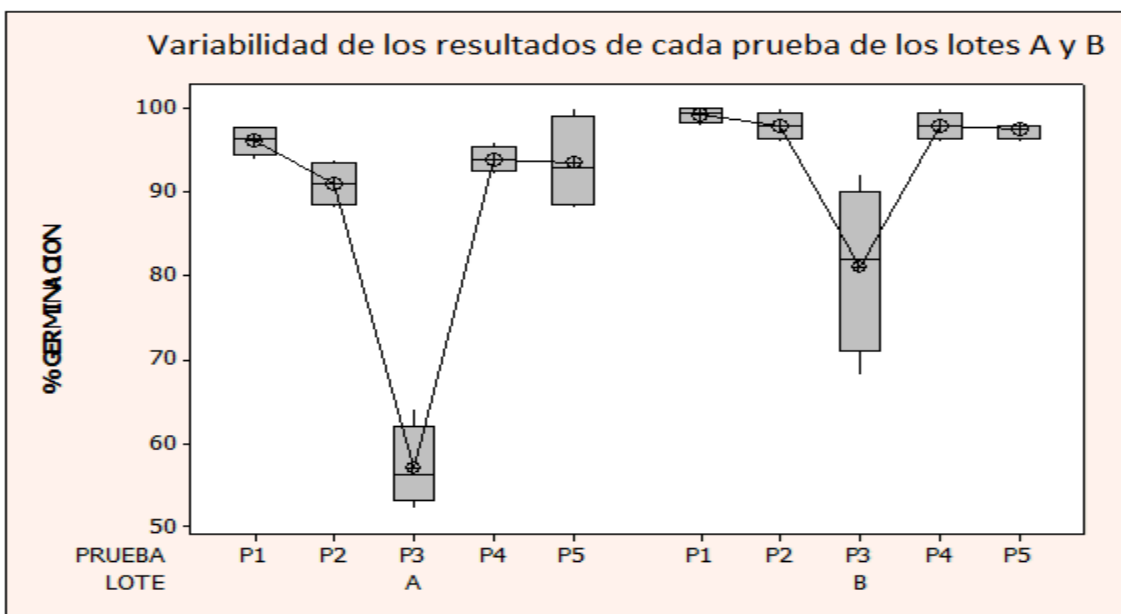 Variabilidad de los resultados de cada prueba de los lotes A y B
%GERMINACION
100
90
80
70
60
50
PRUEBA P1 P2 P3 P4 P5 P1 P2 P3 P4 P5
LOTE A B